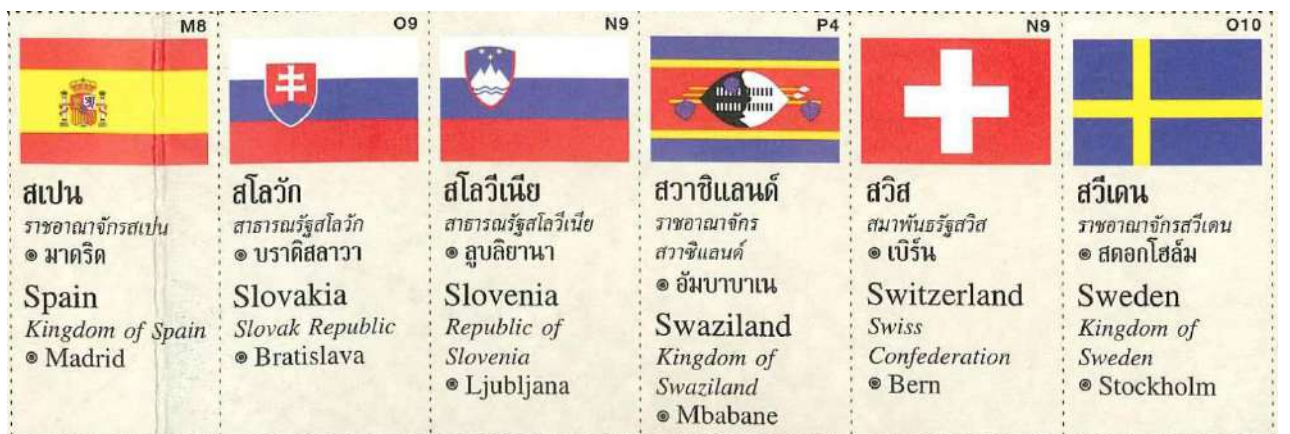 M8
สเปน
ราชอาณาจักรสเปน
◉ มาดริด
Spain
Kingdom of Spain
◉ Madrid
O9
สโลวัก
สาธารณรัฐสโลวัก
◉ บราติสลาวา
Slovakia
Slovak Republic
◉ Bratislava
N9
สโลวีเนีย
สาธารณรัฐสโลวีเนีย
◉ ลูบลิยานา
Slovenia
Republic of
Slovenia
◉ Ljubljana
P4
สวาซิแลนด์
ราชอาณาจักร
สวาซิแลนด์
◉ อัมบาบาเน
Swaziland
Kingdom of
Swaziland
◉ Mbabane
N9
สวิส
สมาพันธรัฐสวิส
◉ เบิร์น
Switzerland
Swiss
Confederation
◉ Bern
O10
สวีเดน
ราชอาณาจักรสวีเดน
◉ สตอกโฮล์ม
Sweden
Kingdom of
Sweden
◉ Stockholm